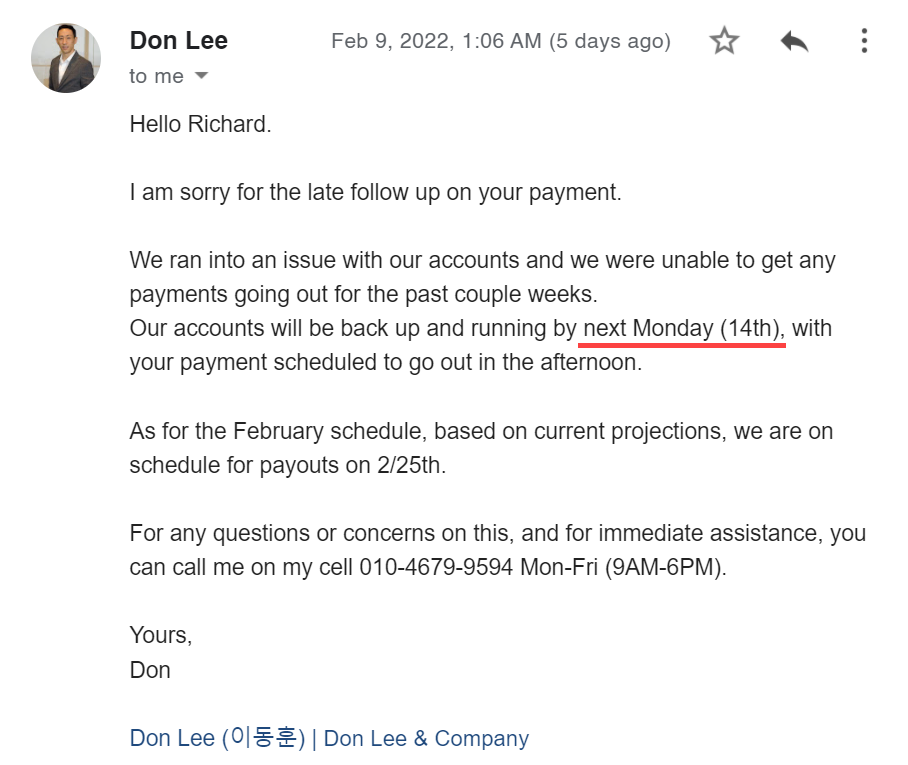 Don Lee
Feb 9, 2022, 1:06 AM (5 days ago)
to me
Hello Richard.
I am sorry for the late follow up on your payment.
We ran into an issue with our accounts and we were unable to get any
payments going out for the past couple weeks.
Our accounts will be back up and running by next Monday (14th), with
your payment scheduled to go out in the afternoon.
As for the February schedule, based on current projections, we are on
schedule for payouts on 2/25th.
For any questions or concerns on this, and for immediate assistance, you
can call me on my cell 010-4679-9594 Mon-Fri (9AM-6PM).
Yours,
Don
Don Lee (이동훈) | Don Lee & Company